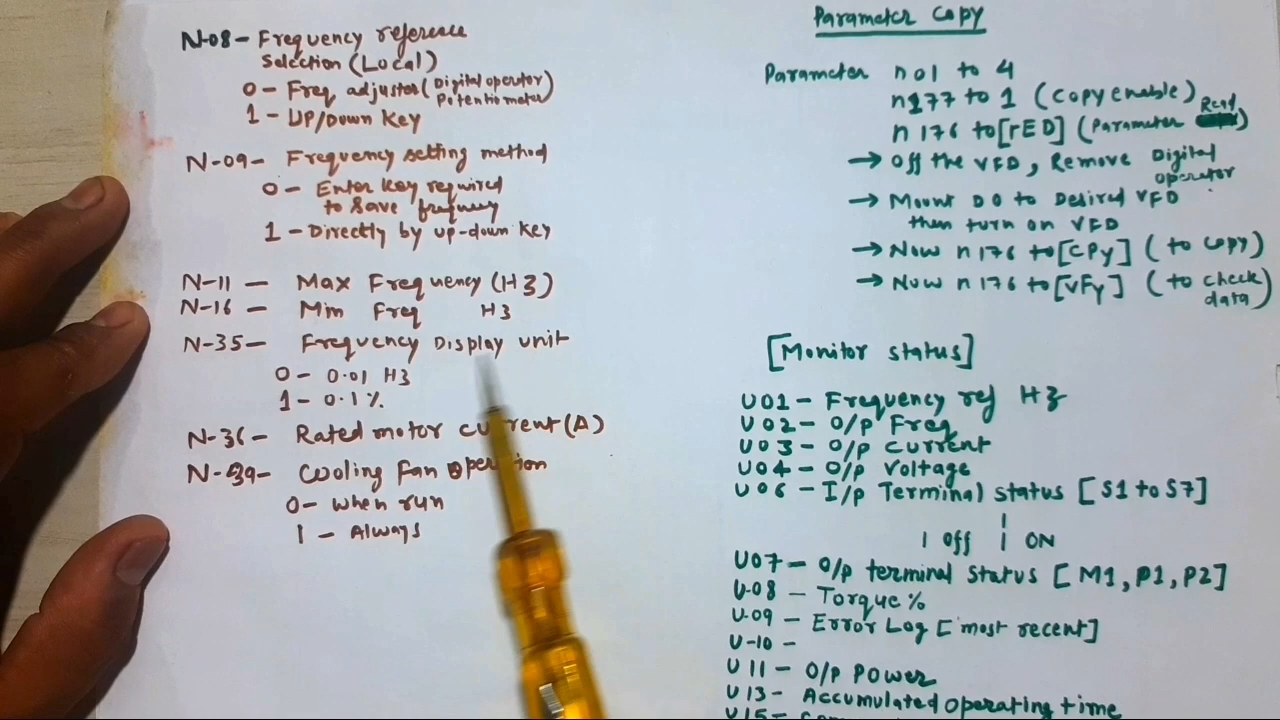 N-08 - Frequency reference
Selection (Local)
0 - Freq adjustor (Digital operator Potentiometer)
1 - UP/Down Key
N-09 - Frequency setting method
0 - Enter Key required
to save frequency
1 - Directly by up-down key
N-11 - Max Frequency (Hz)
N-16 - Min Freq Hz
N-35 - Frequency Display unit
0 - 0.01 Hz
1 - 0.1%
N-36 - Rated motor current (A)
N-39 - Cooling Fan Operation
0 - when run
1 - Always
Parameter Copy
Parameter n01 to 4
n177 to 1 (copy enable)
n176 to [rED] (Parameter Read)
→ Off the VFD, Remove Digital operator
→ Mount DO to Desired VFD
then turn on VFD
→ Now n176 to [CPy] (to copy)
→ Now n176 to [vFy] (to check data)
[Monitor status]
U01 - Frequency ref Hz
U02 - O/p Freq
U03 - O/p current
U04 - O/p voltage
U06 - I/p Terminal status [S1 to S7]
| Off ¦ ON
U07 - O/p terminal status [M1, P1, P2]
U-08 - Torque %
U-09 - Error Log [most recent]
U-10 -
U11 - O/p Power
U13 - Accumulated operating time
U15 -